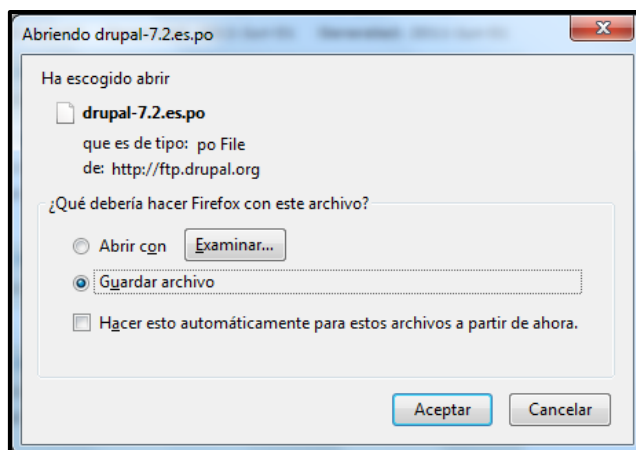 Abriendo drupal-7.2.es.po
Ha escogido abrir
drupal-7.2.es.po
que es de tipo: po File
de: http://ftp.drupal.org
¿Qué debería hacer Firefox con este archivo?
Abrir con Examinar...
Guardar archivo
Hacer esto automáticamente para estos archivos a partir de ahora.
Aceptar Cancelar